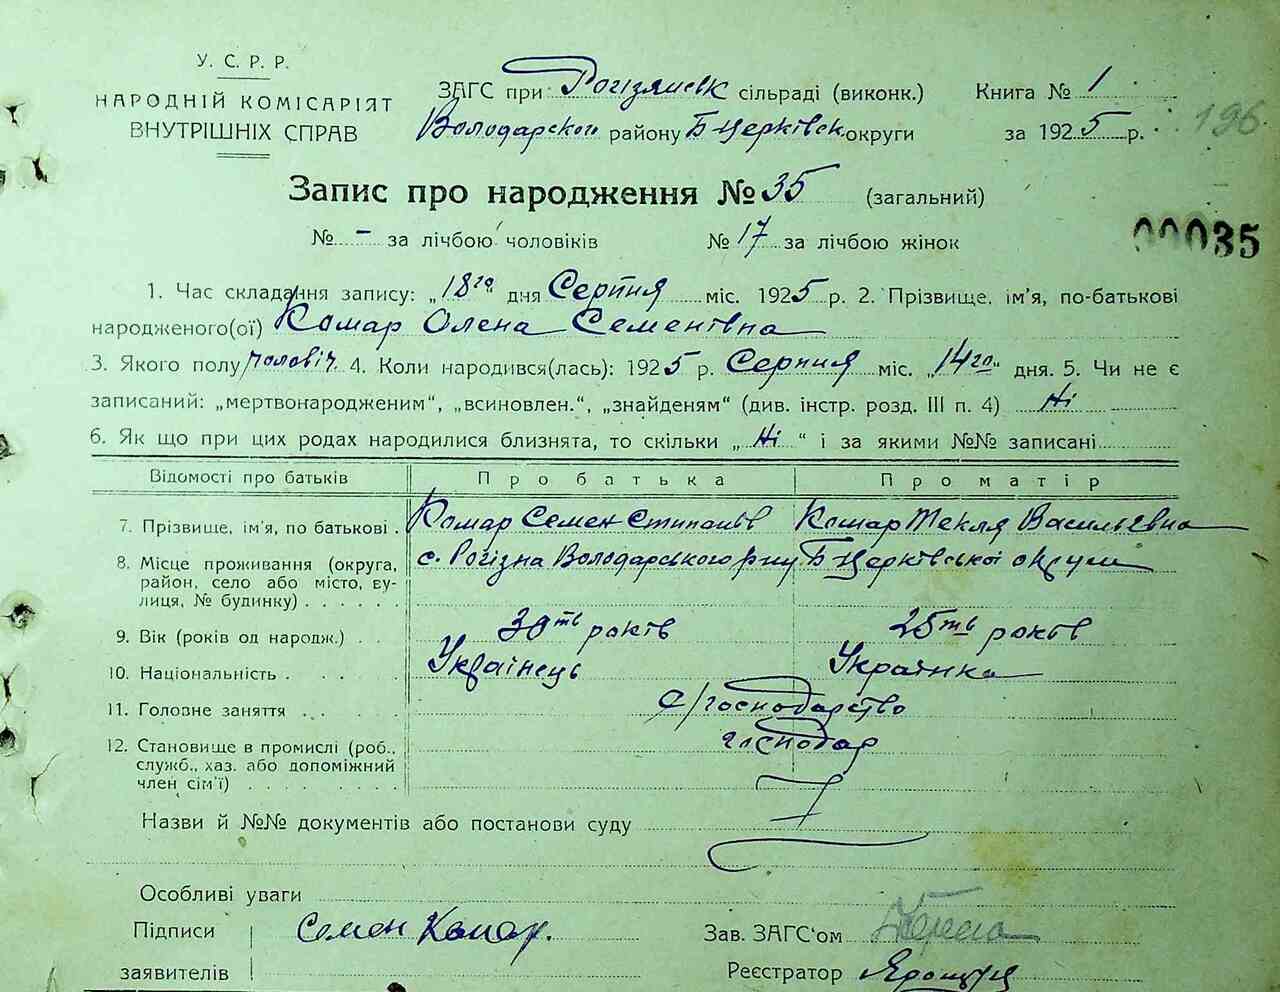 У. С. Р. Р.
НАРОДНІЙ КОМІСАРІЯТ
ВНУТРІШНІХ СПРАВ
ЗАГС при Рогізянськ сільраді (виконк.) Книга № 1
Володарского району Б Церківск округи за 1925 р. 196
Запис про народження № 35 (загальний)
№ – за лічбою чоловіків № 17 за лічбою жінок
00035
1. Час складання запису: „18го" дня Серпня міс. 1925 р. 2. Прізвище, ім'я, по-батькові
народженого(ої) Комар Олена Семенівна
3. Якого полу чоловіч. 4. Коли народився(лась): 1925 р. Серпня міс. „14го" дня. 5. Чи не є
записаний: „мертвонародженим“, „всиновлен.“, „знайденям“ (див. інстр. розд. III п. 4) Ні
6. Як що при цих родах народилися близнята, то скільки „Ні“ і за якими №№ записані
Відомості про батьків Про батька Про матір
7. Прізвище, ім'я, по батькові . Комар Семен Степанів Комар Текля Васильєвна
8. Місце проживання (округа, район, село або місто, вулиця, № будинку) с. Рогізна Володарського р-ну Б Церківської округи
9. Вік (років од народж.) . 30ть років 25ть років
10. Національність . Українець Українка
11. Головне заняття . . с/господарство
12. Становище в промислі (роб., служб., хаз. або допоміжний член сім'ї) господар
Назви й №№ документів або постанови суду
Особливі уваги
Підписи заявителів Семен Комар.
Зав. ЗАГС'ом
Реєстратор